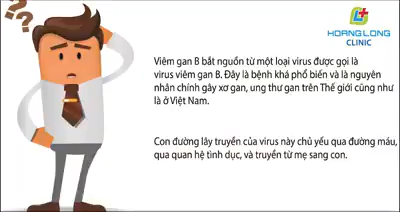 ??
HOANG LONG
CLINIC
Viêm gan B bắt nguồn từ một loại virus được gọi là
virus viêm gan B. Đây là bệnh khá phổ biến và là nguyên
nhân chính gây xơ gan, ung thư gan trên Thế giới cũng như
là ở Việt Nam.
Con đường lây truyền của virus này chủ yếu qua đường máu,
qua quan hệ tình dục, và truyền từ mẹ sang con.